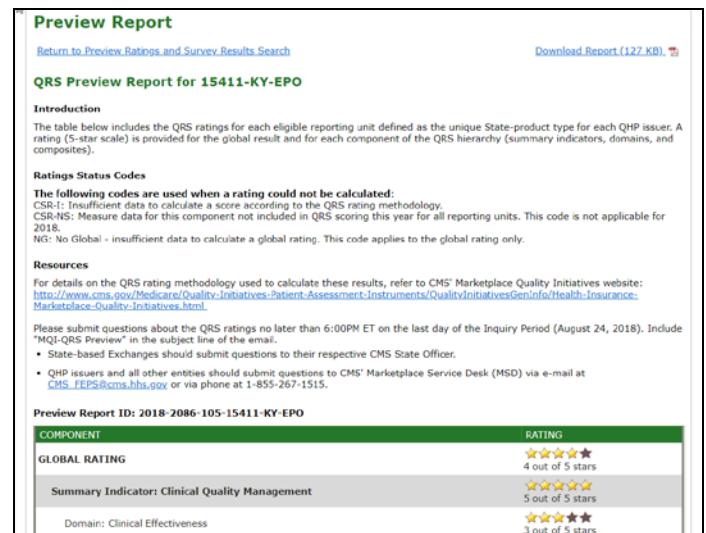 Preview Report
Return to Preview Ratings and Survey Results Search
Download Report (127 KB)
QRS Preview Report for 15411-KY-EPO
Introduction
The table below includes the QRS ratings for each eligible reporting unit defined as the unique State-product type for each QHP issuer. A
rating (5-star scale) is provided for the global result and for each component of the QRS hierarchy (summary indicators, domains, and
composites).
Ratings Status Codes
The following codes are used when a rating could not be calculated:
CSR-I: Insufficient data to calculate a score according to the QRS rating methodology.
CSR-NS: Measure data for this component not included in QRS scoring this year for all reporting units. This code is not applicable for
2018.
NG: No Global - insufficient data to calculate a global rating. This code applies to the global rating only.
Resources
For details on the QRS rating methodology used to calculate these results, refer to CMS' Marketplace Quality Initiatives website:
http://www.cms.gov/Medicare/Quality-Initiatives-Patient-Assessment-Instruments/QualityInitiativesGenInfo/Health-Insurance-
Marketplace-Quality-Initiatives.html
Please submit questions about the QRS ratings no later than 6:00PM ET on the last day of the Inquiry Period (August 24, 2018). Include
"MQI-QRS Preview" in the subject line of the email.
• State-based Exchanges should submit questions to their respective CMS State Officer.
• QHP issuers and all other entities should submit questions to CMS' Marketplace Service Desk (MSD) via e-mail at
CMS_FEPS@cms.hhs.gov or via phone at 1-855-267-1515.
Preview Report ID: 2018-2086-105-15411-KY-EPO
COMPONENT RATING
GLOBAL RATING
4 out of 5 stars
Summary Indicator: Clinical Quality Management
5 out of 5 stars
Domain: Clinical Effectiveness
3 out of 5 stars